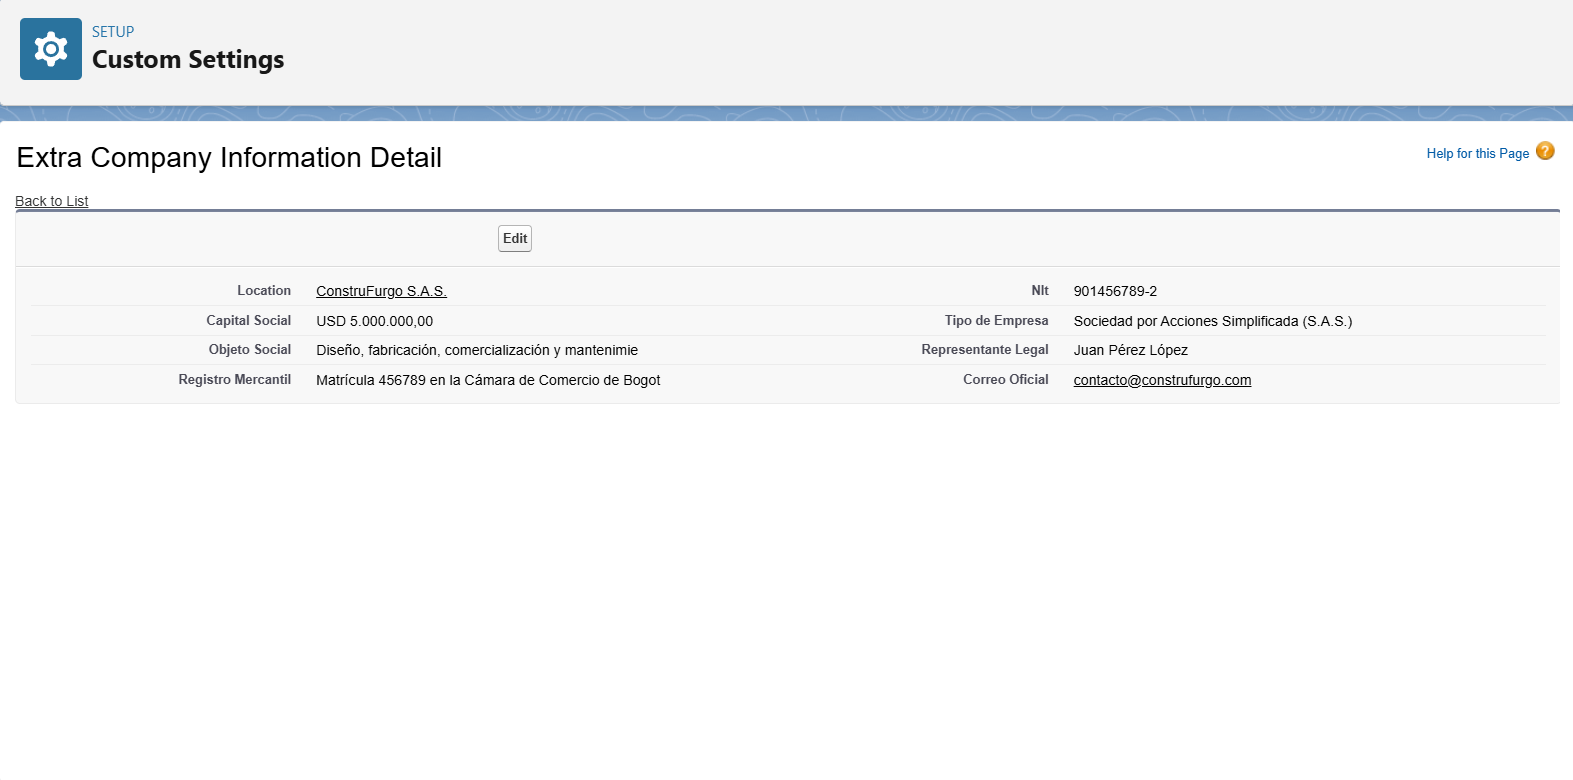 SETUP
Custom Settings
Extra Company Information Detail
Help for this Page ?
Back to List
Edit
Location ConstruFurgo S.A.S. NIt 901456789-2
Capital Social USD 5.000.000,00 Tipo de Empresa Sociedad por Acciones Simplificada (S.A.S.)
Objeto Social Diseño, fabricación, comercialización y mantenimie Representante Legal Juan Pérez López
Registro Mercantil Matrícula 456789 en la Cámara de Comercio de Bogot Correo Oficial contacto@construfurgo.com